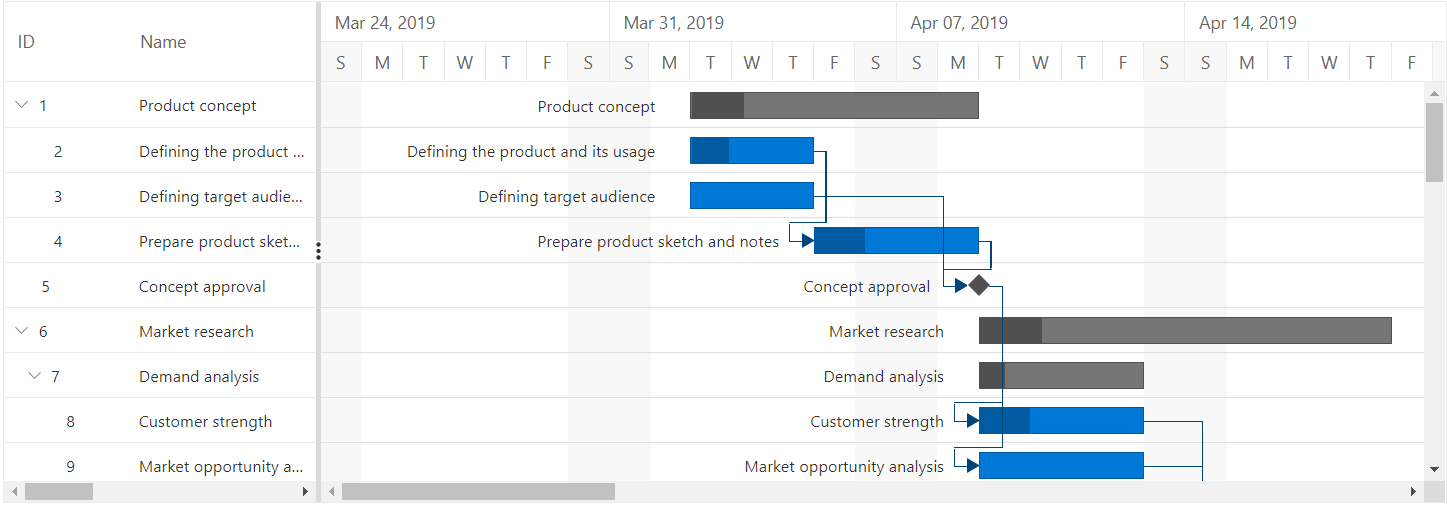 ID Name Mar 24, 2019 Mar 31, 2019 Apr 07, 2019 Apr 14, 2019
S M T W T F S S M T W T F S S M T W T F S S M T W T F
1 Product concept Product concept
2 Defining the product ... Defining the product and its usage
3 Defining target audie... Defining target audience
4 Prepare product sket... Prepare product sketch and notes
5 Concept approval Concept approval
6 Market research Market research
7 Demand analysis Demand analysis
8 Customer strength Customer strength
9 Market opportunity a... Market opportunity analysis